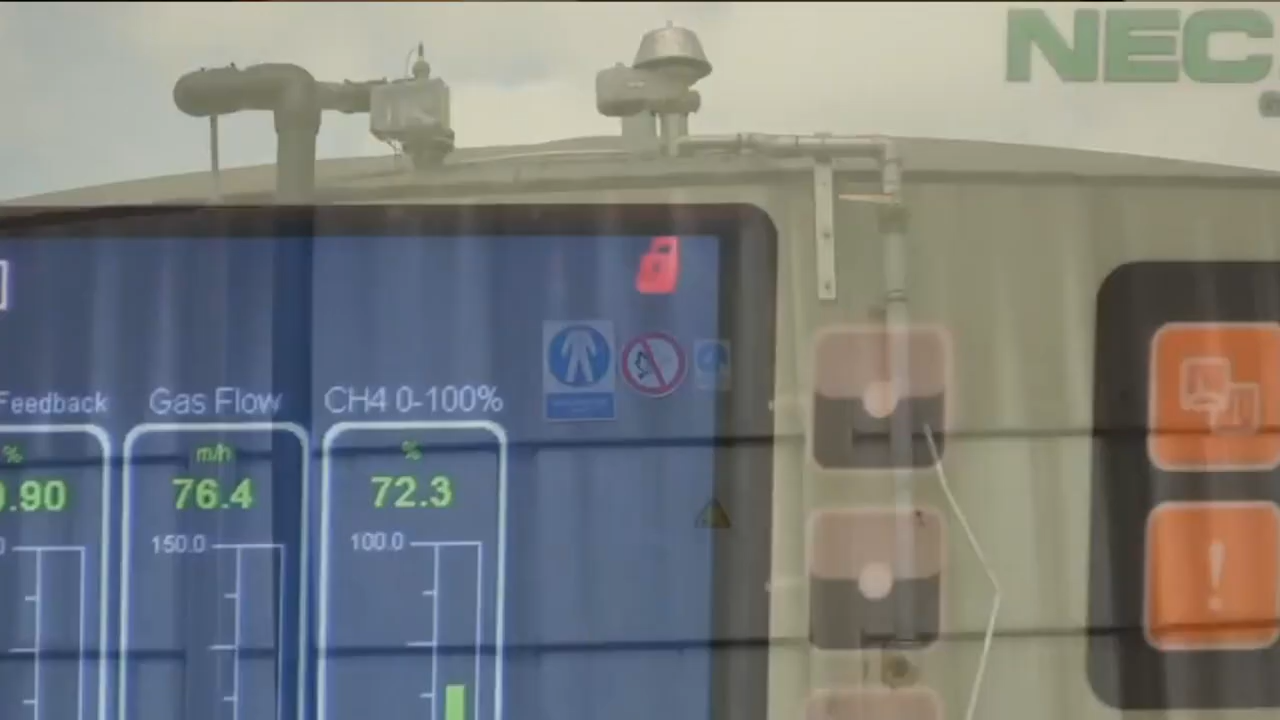 NEC
Feedback
Gas Flow
CH4 0-100%
%
m/h
%
.90
76.4
72.3
150.0
100.0
!